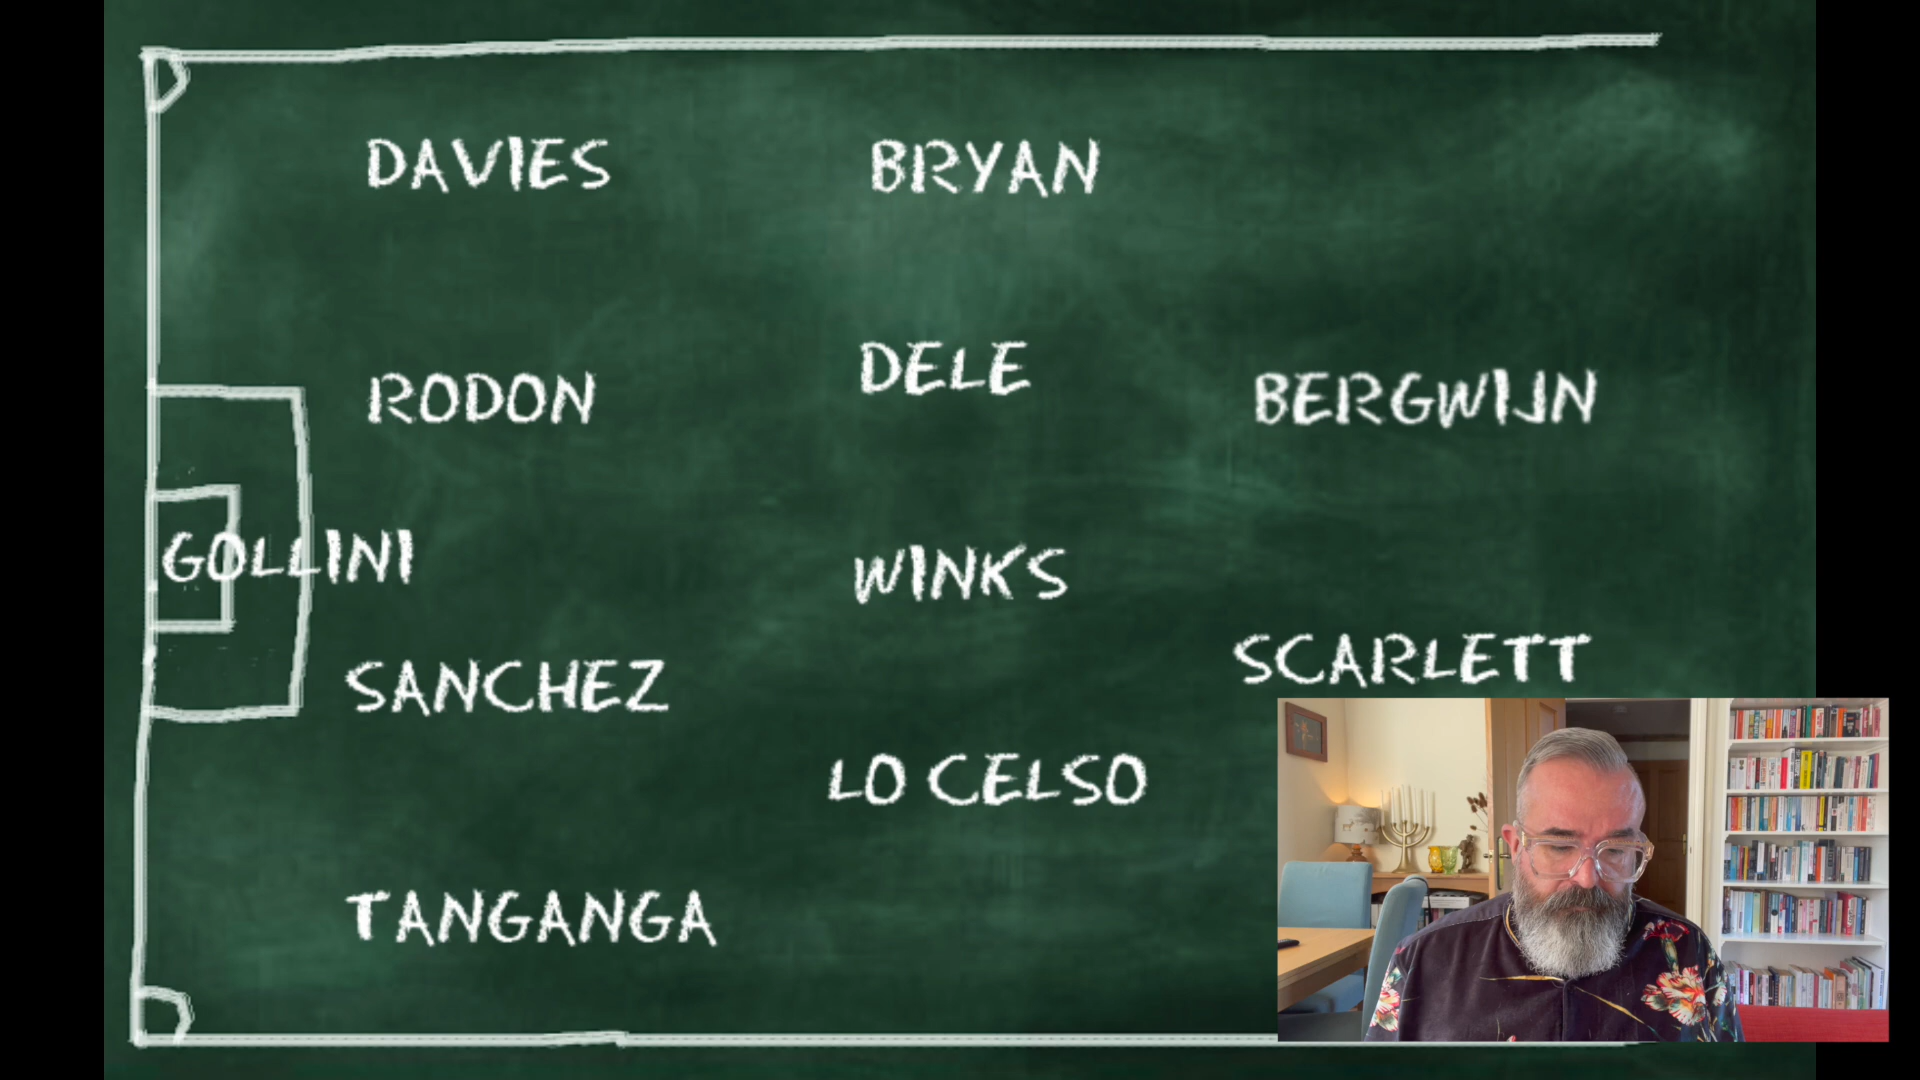 DAVIES
BRYAN
DELE
RODON
BERGWIJN
GOLLINI
WINKS
SANCHEZ
SCARLETT
LO CELSO
TANGANGA